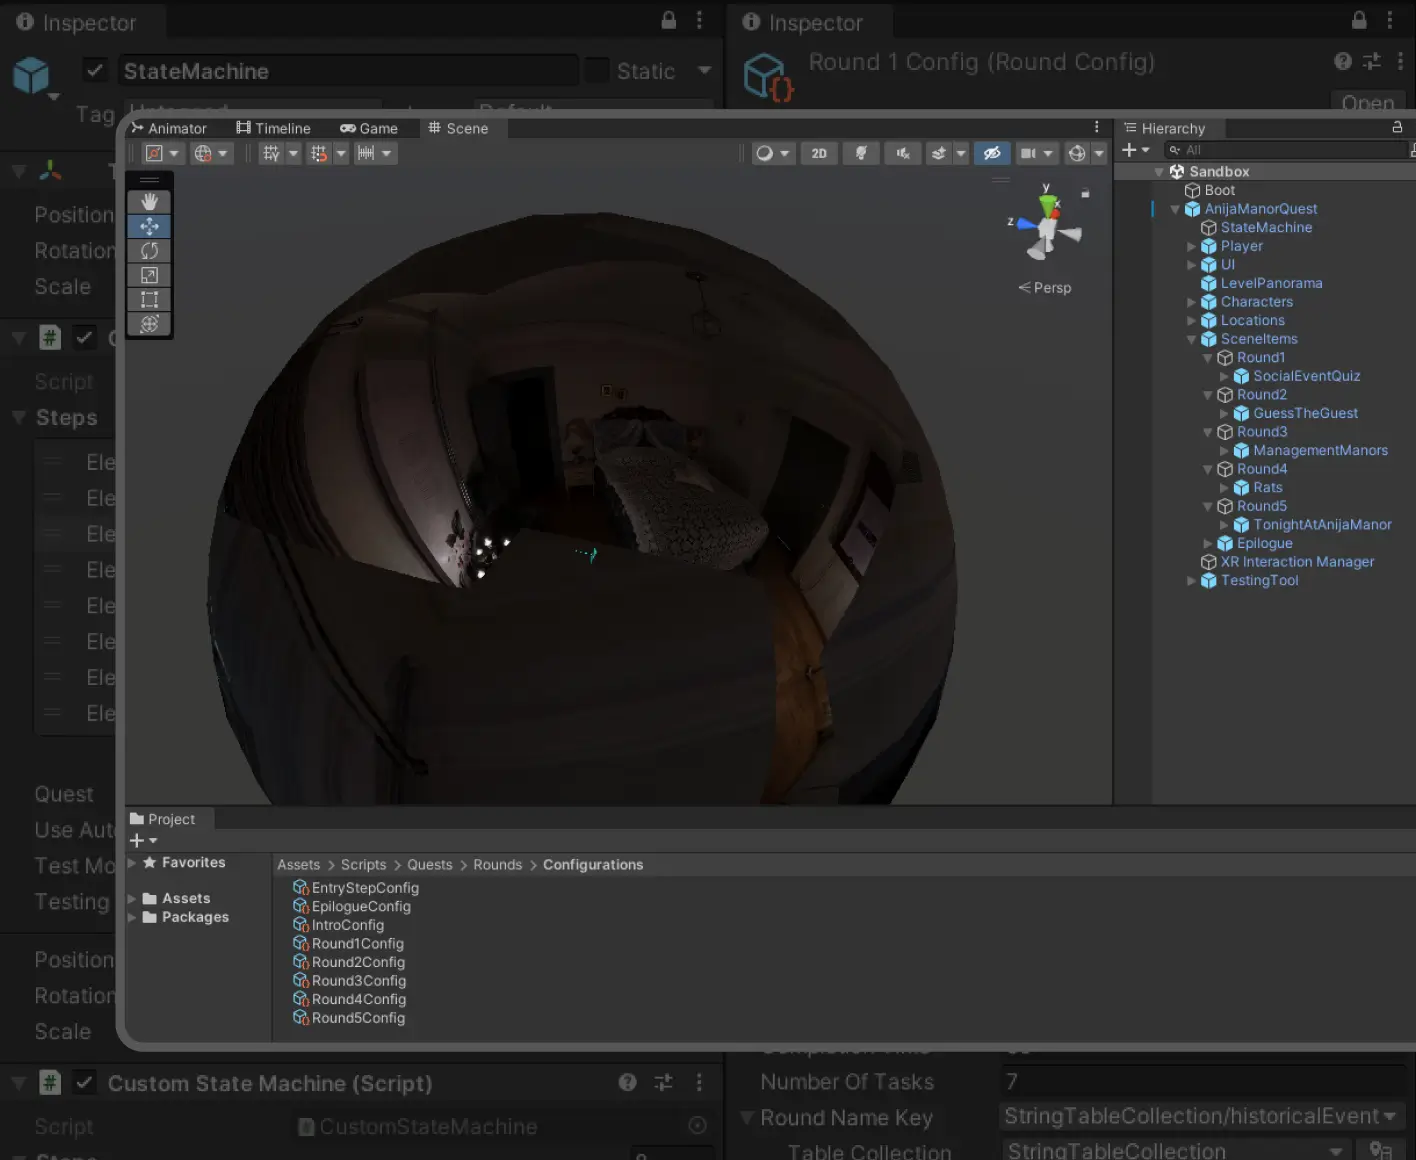 Inspector
StateMachine
Static
Tag
Untagged
Default
Position
Rotation
Scale
Script
Steps
Ele
Ele
Ele
Ele
Ele
Ele
Ele
Ele
Quest
Use Aut
Test Mo
Testing
Position
Rotation
Scale
Custom State Machine (Script)
Script
CustomStateMachine
Steps
Inspector
Round 1 Config (Round Config)
Open
Animator
Timeline
Game
Scene
2D
y
x
z
Persp
Hierarchy
All
Sandbox
Boot
AnijaManorQuest
StateMachine
Player
UI
LevelPanorama
Characters
Locations
SceneItems
Round1
SocialEventQuiz
Round2
GuessTheGuest
Round3
ManagementManors
Round4
Rats
Round5
TonightAtAnijaManor
Epilogue
XR Interaction Manager
TestingTool
Project
Favorites
Assets
Packages
Assets > Scripts > Quests > Rounds > Configurations
EntryStepConfig
EpilogueConfig
IntroConfig
Round1Config
Round2Config
Round3Config
Round4Config
Round5Config
Number Of Tasks
7
Round Name Key
StringTableCollection/historicalEvent
Table Collection
StringTableCollection